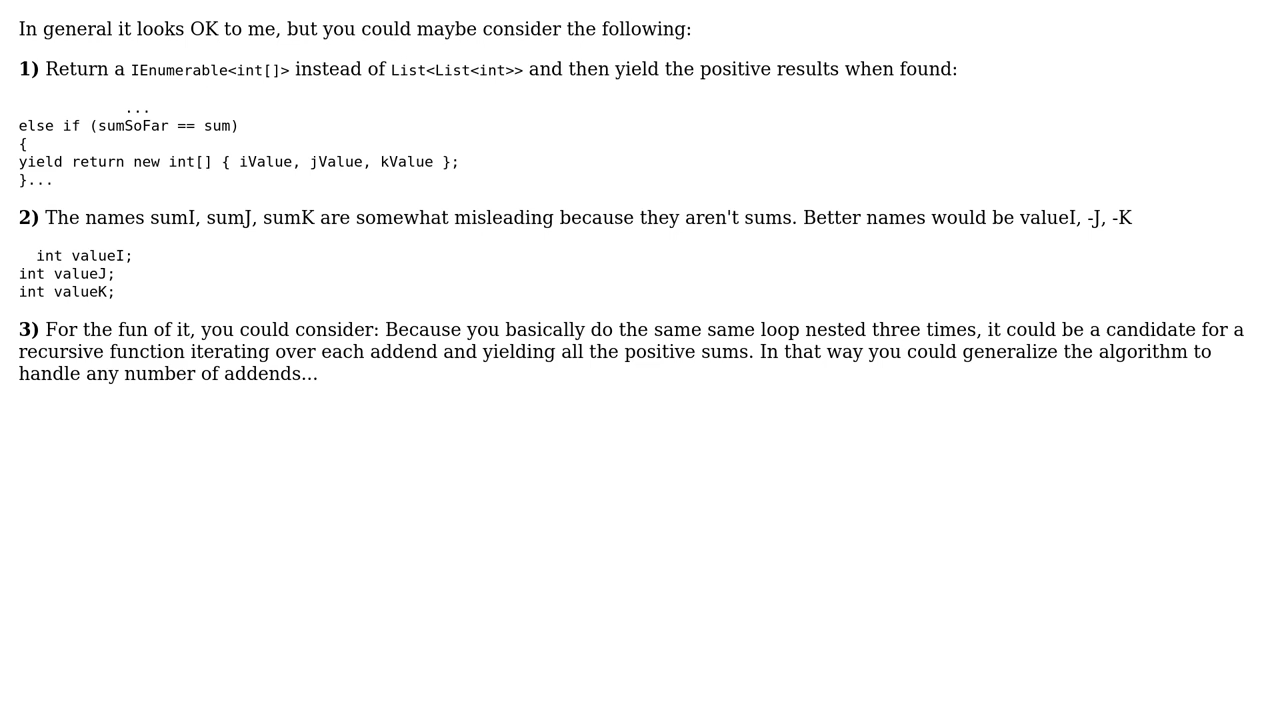 In general it looks OK to me, but you could maybe consider the following:
1) Return a IEnumerable<int[]> instead of List<List<int>> and then yield the positive results when found:
...
else if (sumSoFar == sum)
{
yield return new int[] { iValue, jValue, kValue };
}...
2) The names sumI, sumJ, sumK are somewhat misleading because they aren't sums. Better names would be valueI, -J, -K
int valueI;
int valueJ;
int valueK;
3) For the fun of it, you could consider: Because you basically do the same same loop nested three times, it could be a candidate for a
recursive function iterating over each addend and yielding all the positive sums. In that way you could generalize the algorithm to
handle any number of addends...